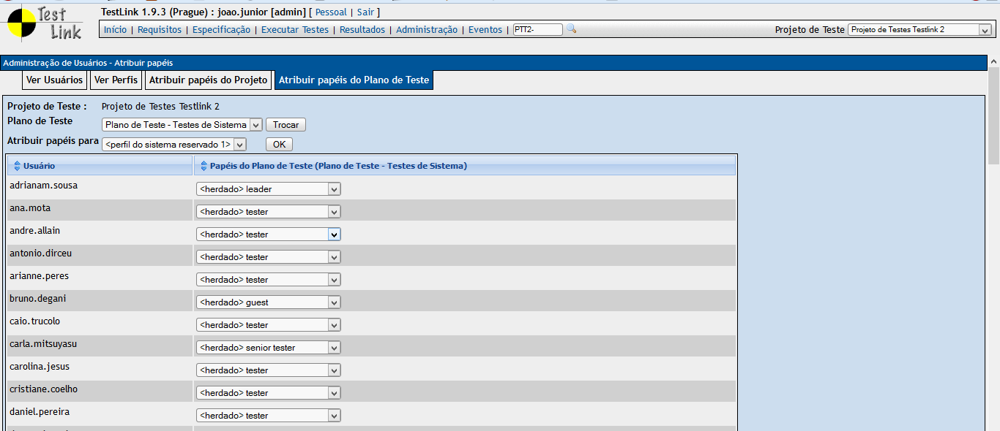 Test Link
TestLink 1.9.3 (Prague) : joao.junior [admin] [ Pessoal | Sair ]
Início | Requisitos | Especificação | Executar Testes | Resultados | Administração | Eventos | PTT2- Projeto de Teste Projeto de Testes Testlink 2
Administração de Usuários - Atribuir papéis
Ver Usuários Ver Perfis Atribuir papéis do Projeto Atribuir papéis do Plano de Teste
Projeto de Teste : Projeto de Testes Testlink 2
Plano de Teste Plano de Teste - Testes de Sistema Trocar
Atribuir papéis para <perfil do sistema reservado 1> OK
Usuário Papéis do Plano de Teste (Plano de Teste - Testes de Sistema)
adrianam.sousa <herdado> leader
ana.mota <herdado> tester
andre.allain <herdado> tester
antonio.dirceu <herdado> tester
arianne.peres <herdado> tester
bruno.degani <herdado> guest
caio.trucolo <herdado> tester
carla.mitsuyasu <herdado> senior tester
carolina.jesus <herdado> tester
cristiane.coelho <herdado> tester
daniel.pereira <herdado> tester